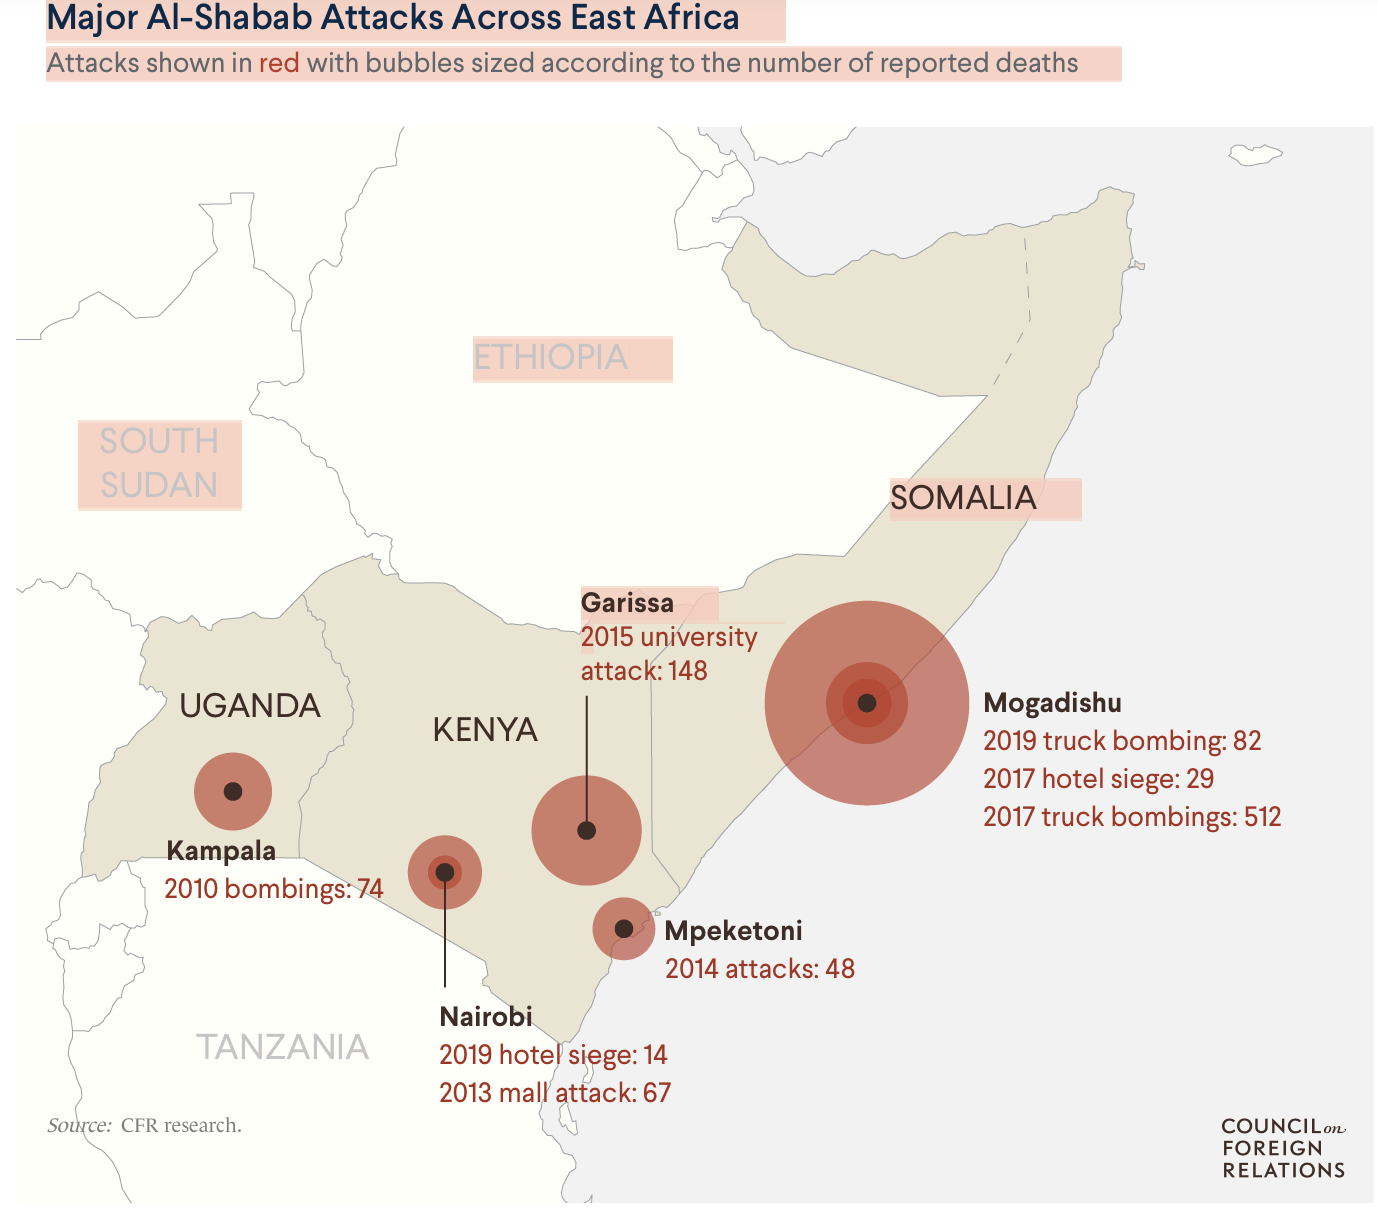 Major Al-Shabab Attacks Across East Africa
Attacks shown in red with bubbles sized according to the number of reported deaths
ETHIOPIA
SOUTH
SUDAN
SOMALIA
Garissa
2015 university
attack: 148
UGANDA
KENYA
Mogadishu
2019 truck bombing: 82
2017 hotel siege: 29
2017 truck bombings: 512
Kampala
2010 bombings: 74
Mpeketoni
2014 attacks: 48
Nairobi
2019 hotel siege: 14
2013 mall attack: 67
TANZANIA
Source: CFR research.
COUNCIL on
FOREIGN
RELATIONS